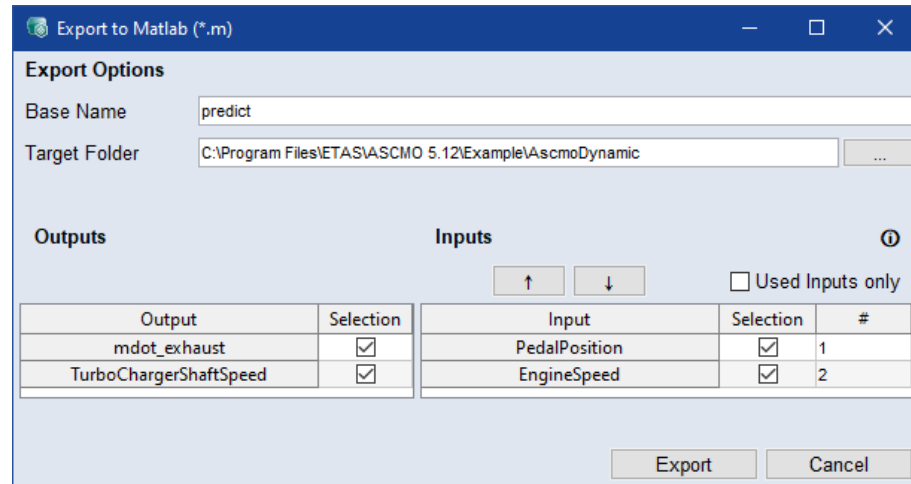 Export to Matlab (*.m)
Export Options
Base Name predict
Target Folder C:\Program Files\ETAS\ASCMO 5.12\Example\AscmoDynamic ...
Outputs Inputs
↑ ↓ Used Inputs only
Output Selection Input Selection #
mdot_exhaust PedalPosition 1
TurboChargerShaftSpeed EngineSpeed 2
Export Cancel